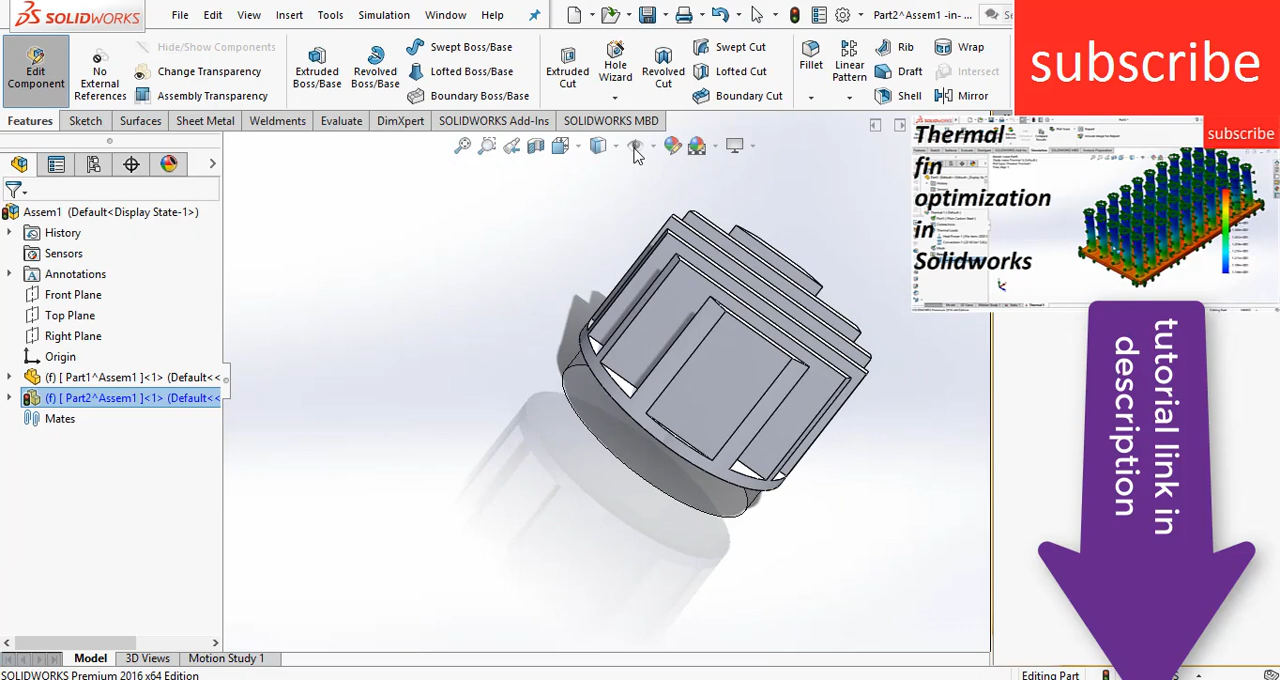 SOLIDWORKS
File Edit View Insert Tools Simulation Window Help
Part2^Assem1 -in-
subscribe
Edit Component
No External References
Hide/Show Components
Change Transparency
Assembly Transparency
Extruded Boss/Base
Revolved Boss/Base
Swept Boss/Base
Lofted Boss/Base
Boundary Boss/Base
Extruded Cut
Hole Wizard
Revolved Cut
Swept Cut
Lofted Cut
Boundary Cut
Fillet
Linear Pattern
Rib
Draft
Shell
Wrap
Intersect
Mirror
Features Sketch Surfaces Sheet Metal Weldments Evaluate DimXpert SOLIDWORKS Add-Ins SOLIDWORKS MBD
Thermal
fin
optimization
in
Solidworks
subscribe
Assem1 (Default<Display State-1>)
History
Sensors
Annotations
Front Plane
Top Plane
Right Plane
Origin
(f) [ Part1^Assem1 ]<1> (Default<<
(f) [ Part2^Assem1 ]<1> (Default<<
Mates
tutorial link in
description
Model 3D Views Motion Study 1
SOLIDWORKS Premium 2016 x64 Edition
Editing Part